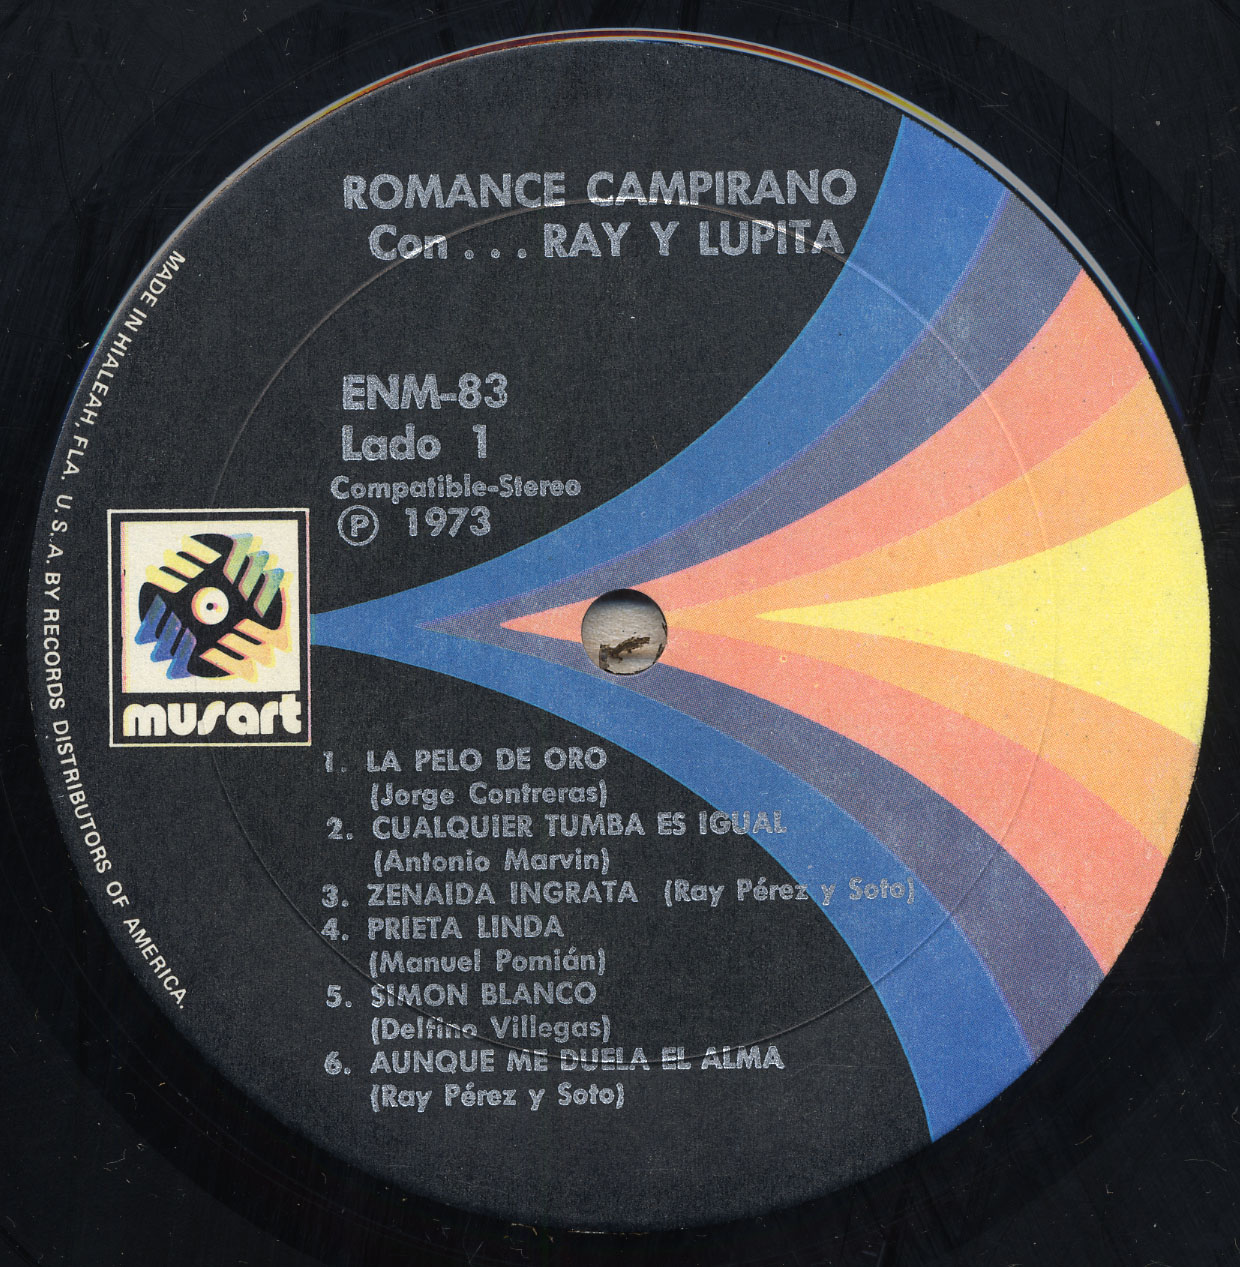 ROMANCE CAMPIRANO
Con . . . RAY Y LUPITA
ENM-83
Lado 1
Compatible-Stereo
Ⓟ 1973
musart
1. LA PELO DE ORO
(Jorge Contreras)
2. CUALQUIER TUMBA ES IGUAL
(Antonio Marvin)
3. ZENAIDA INGRATA (Ray Pérez y Soto)
4. PRIETA LINDA
(Manuel Pomián)
5. SIMON BLANCO
(Delfino Villegas)
6. AUNQUE ME DUELA EL ALMA
(Ray Pérez y Soto)
MADE IN HIALEAH, FLA. U. S. A. BY RECORDS DISTRIBUTORS OF AMERICA.